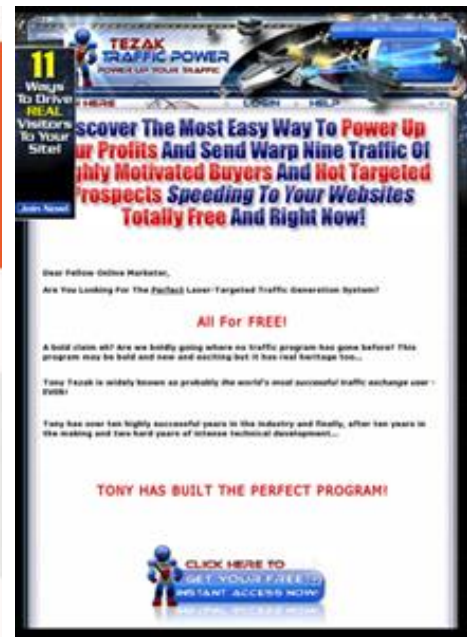 TEZAK
TRAFFIC POWER
POWER UP YOUR TRAFFIC
11
Ways
To Drive
REAL
Visitors
To Your
Site!
Join Now!
HERE
LOGIN
HELP
scover The Most Easy Way To Power Up
ur Profits And Send Warp Nine Traffic Of
ghly Motivated Buyers And Hot Targeted
Prospects Speeding To Your Websites
Totally Free And Right Now!
Dear Fellow Online Marketer,
Are You Looking For The Perfect Laser-Targeted Traffic Generation System?
All For FREE!
A bold claim eh? Are we boldly going where no traffic program has gone before? This
program may be bold and new and exciting but it has real heritage too...
Tony Tezak is widely known as probably the world's most successful traffic exchange user -
EVER!
Tony has over ten highly successful years in the industry and finally, after ten years in
the making and two hard years of intense technical development...
TONY HAS BUILT THE PERFECT PROGRAM!
CLICK HERE TO
GET YOUR FREE
INSTANT ACCESS NOW!